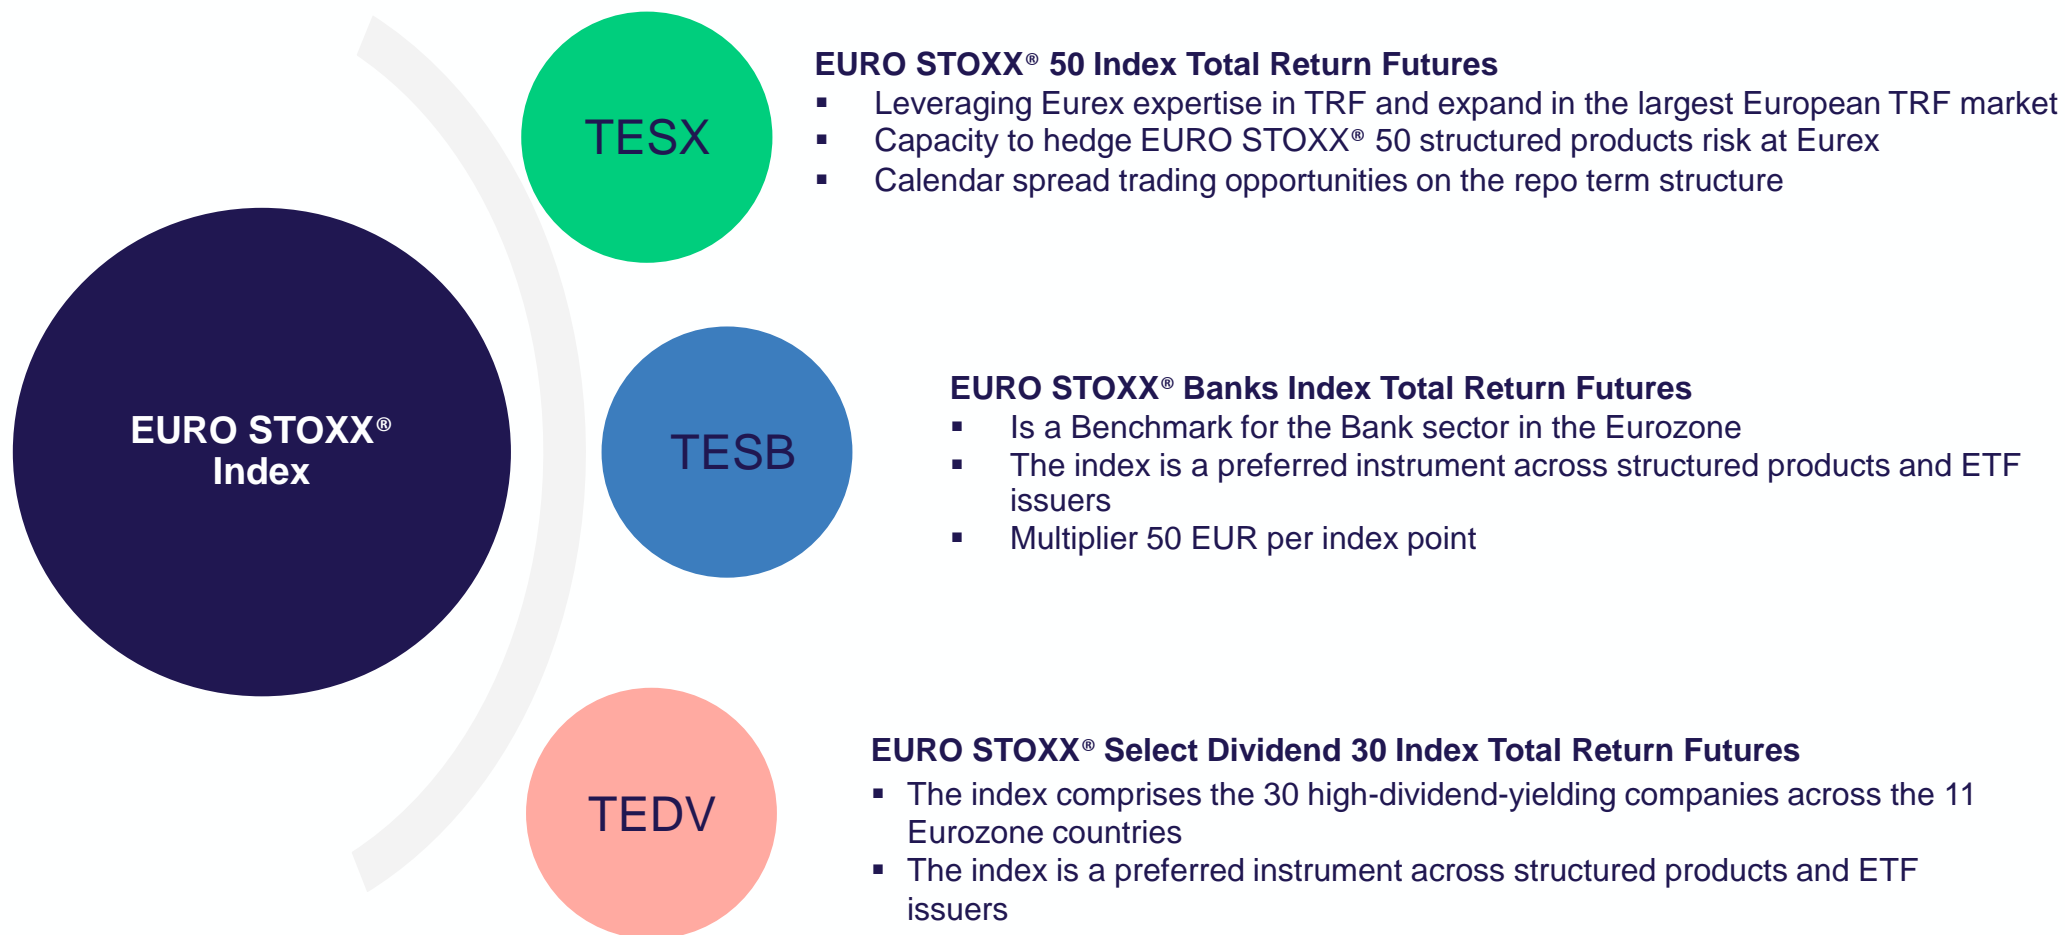 EURO STOXX®
Index
TESX
EURO STOXX® 50 Index Total Return Futures
▪ Leveraging Eurex expertise in TRF and expand in the largest European TRF market
▪ Capacity to hedge EURO STOXX® 50 structured products risk at Eurex
▪ Calendar spread trading opportunities on the repo term structure
TESB
EURO STOXX® Banks Index Total Return Futures
▪ Is a Benchmark for the Bank sector in the Eurozone
▪ The index is a preferred instrument across structured products and ETF
issuers
▪ Multiplier 50 EUR per index point
TEDV
EURO STOXX® Select Dividend 30 Index Total Return Futures
▪ The index comprises the 30 high-dividend-yielding companies across the 11
Eurozone countries
▪ The index is a preferred instrument across structured products and ETF
issuers